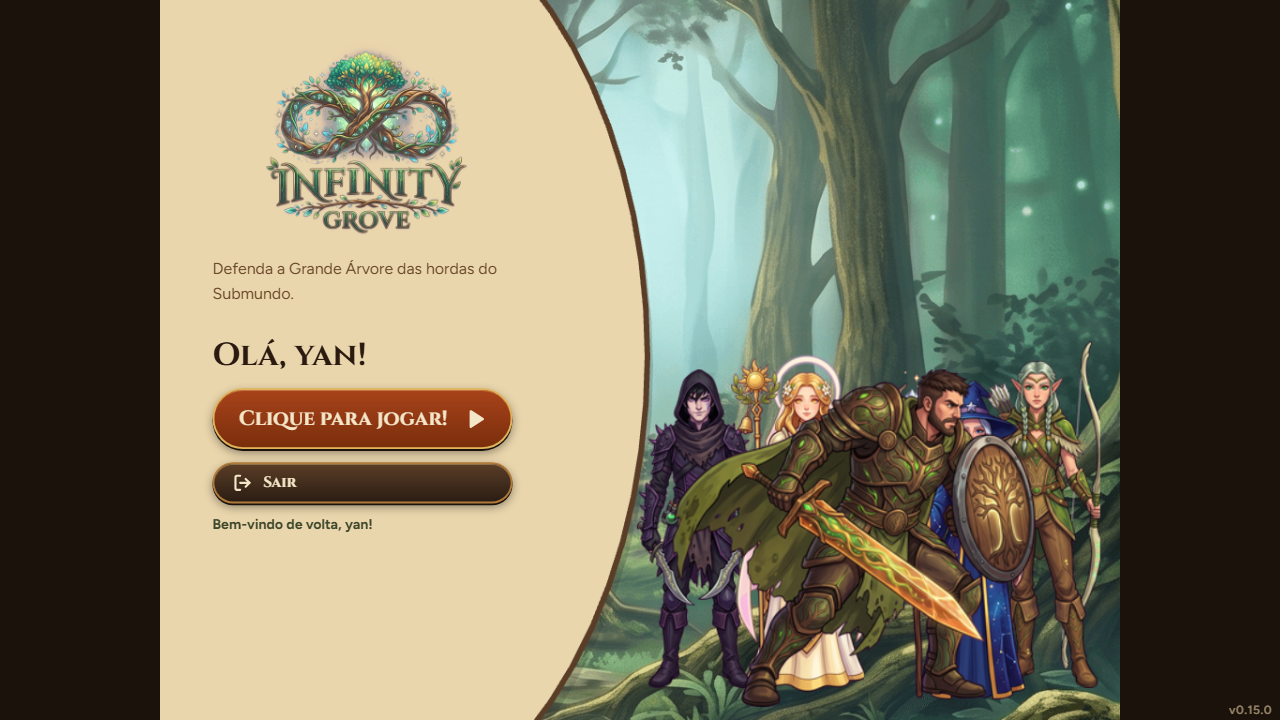 INFINITY
GROVE
Defenda a Grande Árvore das hordas do
Submundo.
Olá, yan!
Clique para jogar!
Sair
Bem-vindo de volta, yan!
v0.15.0